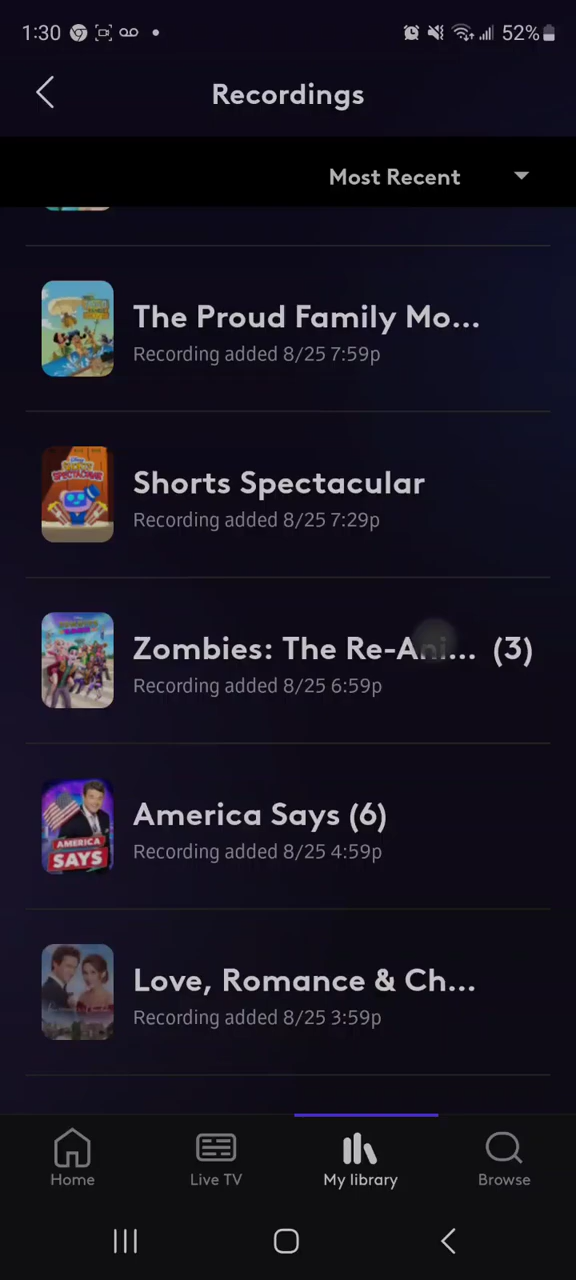 1:30
52%
Recordings
Most Recent
The Proud Family Mo...
Recording added 8/25 7:59p
Shorts Spectacular
Recording added 8/25 7:29p
Zombies: The Re-Ani... (3)
Recording added 8/25 6:59p
America Says (6)
Recording added 8/25 4:59p
AMERICA
SAYS
Love, Romance & Ch...
Recording added 8/25 3:59p
Home
Live TV
My library
Browse